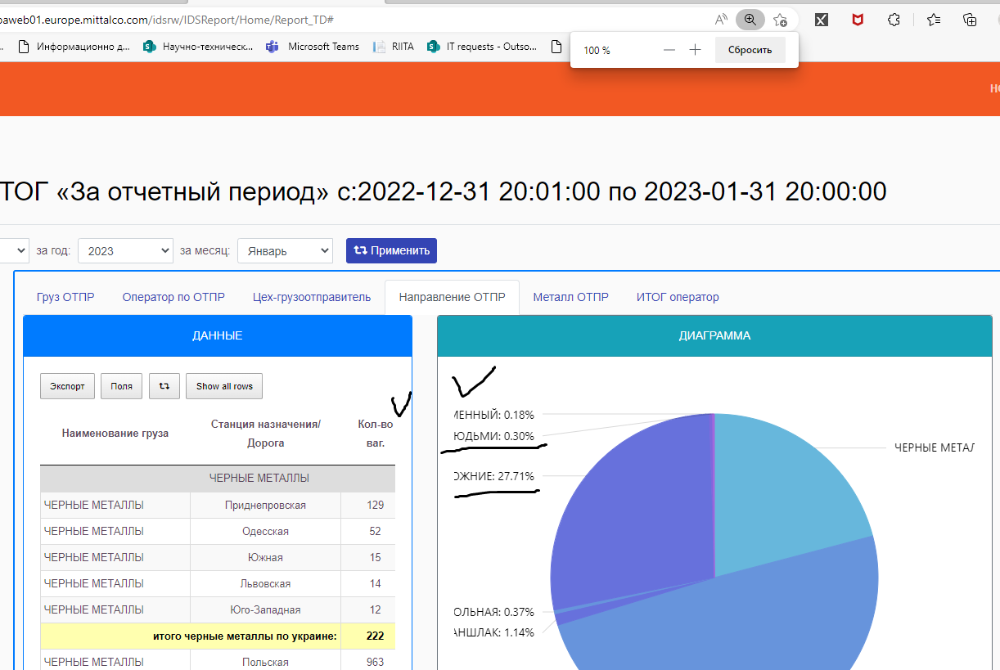 paweb01.europe.mittalco.com/idsrw/IDSReport/Home/Report_TD#
Информационно д...
Научно-техническ...
Microsoft Teams
RIITA
IT requests - Outso...
100 %
Сбросить
ТОГ «За отчетный период» с:2022-12-31 20:01:00 по 2023-01-31 20:00:00
за год: 2023 за месяц: Январь Применить
Груз ОТПР Оператор по ОТПР Цех-грузоотправитель Направление ОТПР Металл ОТПР ИТОГ оператор
ДАННЫЕ
Экспорт Поля Show all rows
Наименование груза
Станция назначения/
Дорога
Кол-во
ваг.
ЧЕРНЫЕ МЕТАЛЛЫ
ЧЕРНЫЕ МЕТАЛЛЫ Приднепровская 129
ЧЕРНЫЕ МЕТАЛЛЫ Одесская 52
ЧЕРНЫЕ МЕТАЛЛЫ Южная 15
ЧЕРНЫЕ МЕТАЛЛЫ Львовская 14
ЧЕРНЫЕ МЕТАЛЛЫ Юго-Западная 12
итого черные металлы по украине: 222
ЧЕРНЫЕ МЕТАЛЛЫ Польская 963
ДИАГРАММА
МЕННЫЙ: 0.18%
ЮДЬМИ: 0.30%
ОЖНИЕ: 27.71%
ОЛЬНАЯ: 0.37%
АНШЛАК: 1.14%
ЧЕРНЫЕ МЕТАЛ